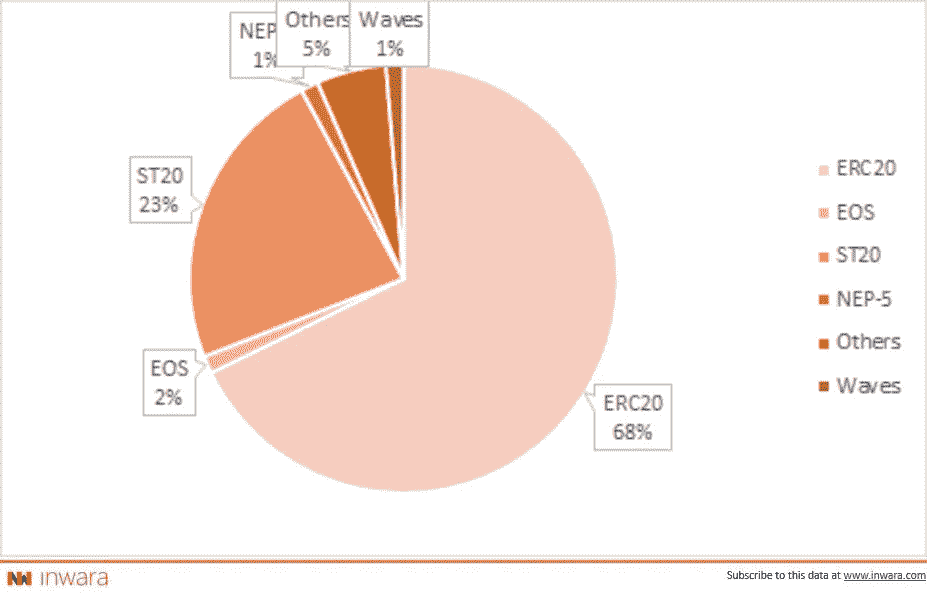 NEP
1%
Others
5%
Waves
1%
ST20
23%
EOS
2%
ERC20
68%
ERC20
EOS
ST20
NEP-5
Others
Waves
inwara
Subscribe to this data at www.inwara.com